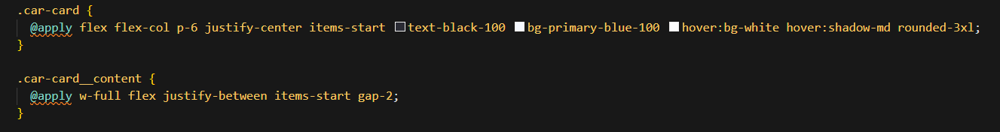 .car-card {
@apply flex flex-col p-6 justify-center items-start text-black-100 bg-primary-blue-100 hover:bg-white hover:shadow-md rounded-3xl;
}
.car-card__content {
@apply w-full flex justify-between items-start gap-2;
}